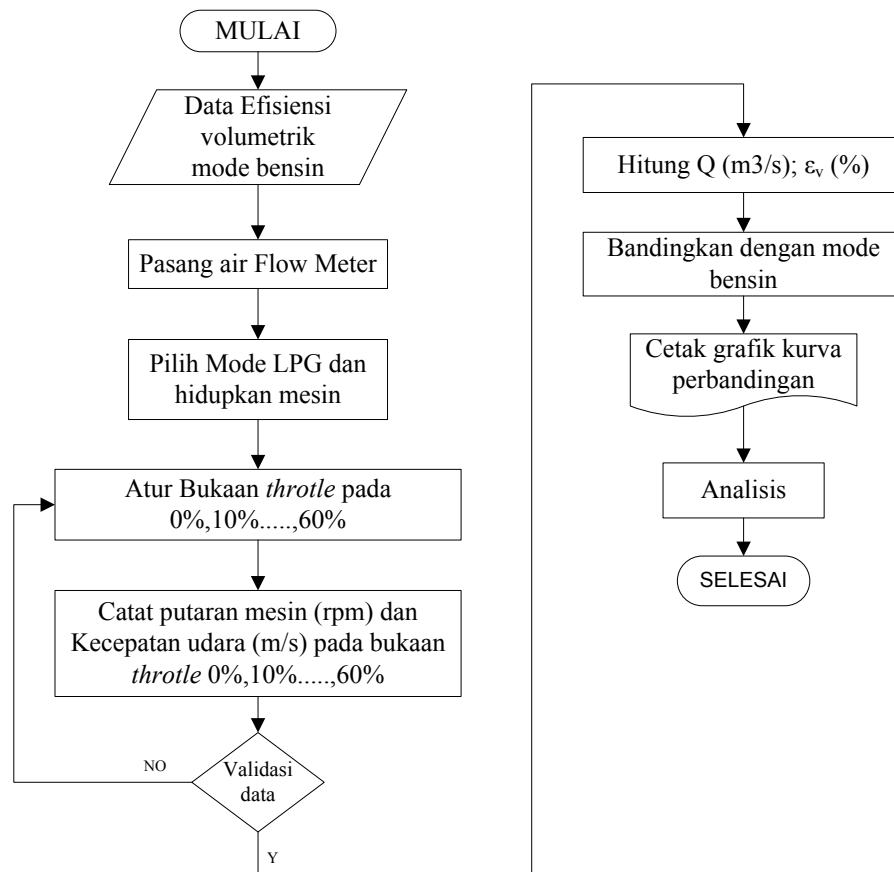 MULAI
Data Efisiensi
volumetrik
mode bensin
Pasang air Flow Meter
Pilih Mode LPG dan
hidupkan mesin
Atur Bukaan throtle pada
0%,10%.....,60%
Catat putaran mesin (rpm) dan
Kecepatan udara (m/s) pada bukaan
throtle 0%,10%.....,60%
NO
Validasi
data
Y
Hitung Q (m3/s); εv (%)
Bandingkan dengan mode
bensin
Cetak grafik kurva
perbandingan
Analisis
SELESAI